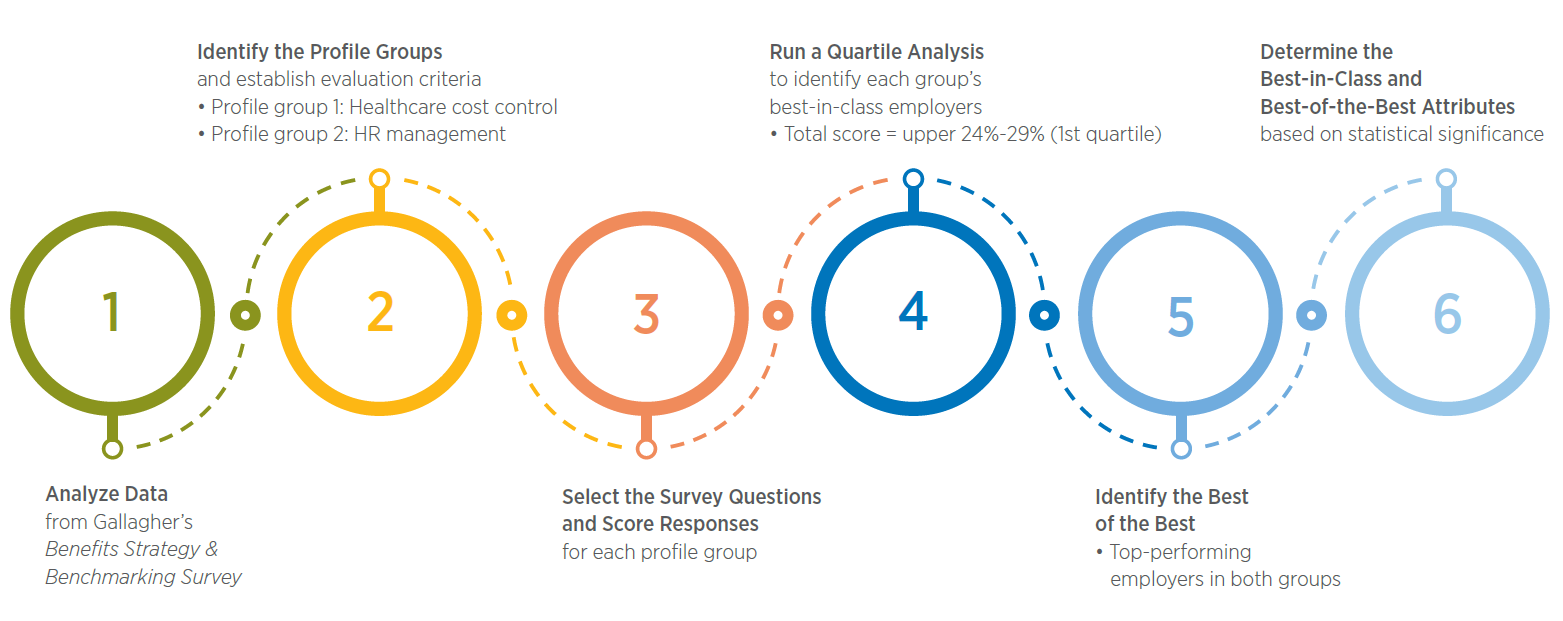 1
Analyze Data
from Gallagher’s
Benefits Strategy &
Benchmarking Survey
Identify the Profile Groups
and establish evaluation criteria
• Profile group 1: Healthcare cost control
• Profile group 2: HR management
2
3
Select the Survey Questions
and Score Responses
for each profile group
Run a Quartile Analysis
to identify each group’s
best-in-class employers
• Total score = upper 24%-29% (1st quartile)
4
5
Identify the Best
of the Best
• Top-performing
employers in both groups
Determine the
Best-in-Class and
Best-of-the-Best Attributes
based on statistical significance
6